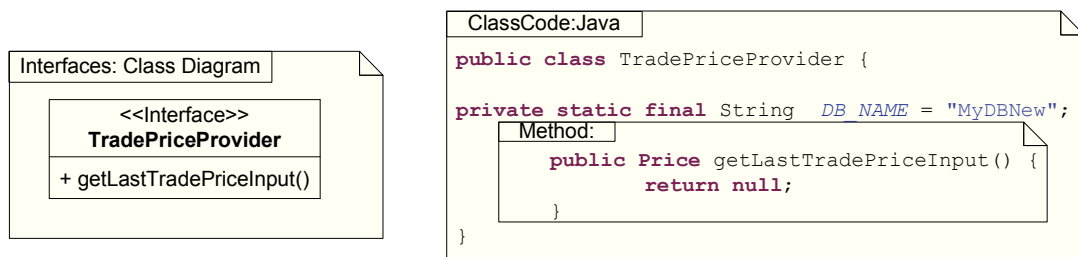 Interfaces: Class Diagram
<<Interface>>
TradePriceProvider
+ getLastTradePriceInput()
ClassCode:Java
public class TradePriceProvider {
private static final String DB_NAME = "MyDBNew";
Method:
public Price getLastTradePriceInput() {
return null;
}
}